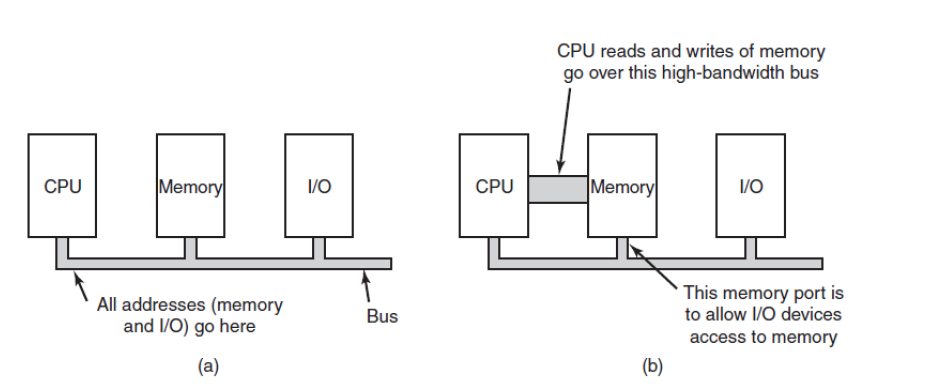 CPU reads and writes of memory
go over this high-bandwidth bus
CPU
Memory
I/O
CPU
Memory
I/O
All addresses (memory
and I/O) go here
Bus
This memory port is
to allow I/O devices
access to memory
(a)
(b)